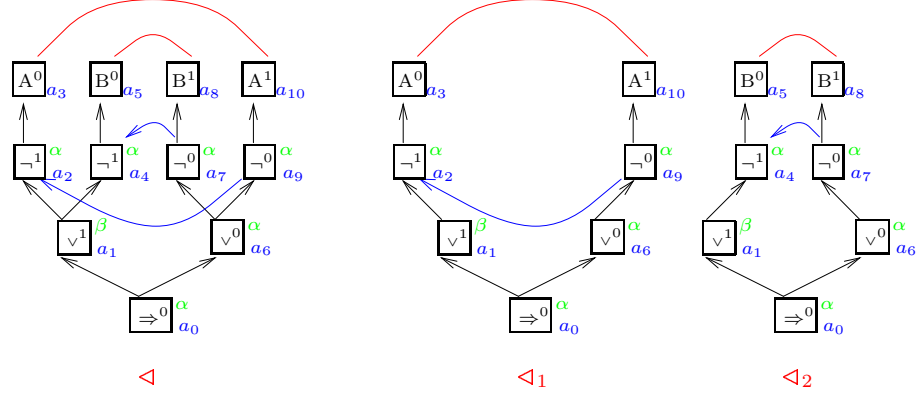 A⁰ a₃ B⁰ a₅ B¹ a₈ A¹ a₁₀ A⁰ a₃ A¹ a₁₀ B⁰ a₅ B¹ a₈
¬¹ α a₂ ¬¹ α a₄ ¬⁰ α a₇ ¬⁰ α a₉ ¬¹ α a₂ ¬⁰ α a₉ ¬¹ α a₄ ¬⁰ α a₇
∨¹ β a₁ ∨⁰ α a₆ ∨¹ β a₁ ∨⁰ α a₆ ∨¹ β a₁ ∨⁰ α a₆
⇒⁰ α a₀ ⇒⁰ α a₀ ⇒⁰ α a₀
◁ ◁₁ ◁₂